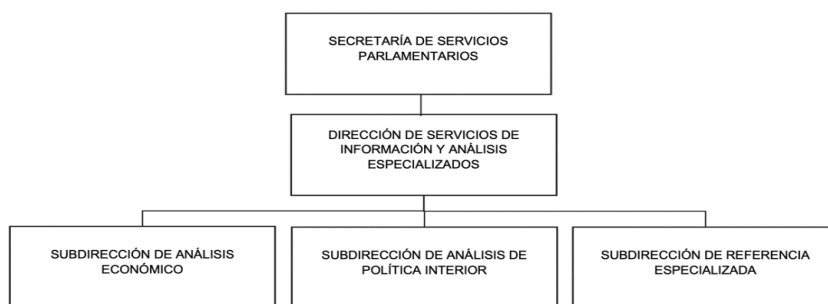 SECRETARÍA DE SERVICIOS
PARLAMENTARIOS
DIRECCIÓN DE SERVICIOS DE
INFORMACIÓN Y ANÁLISIS
ESPECIALIZADOS
SUBDIRECCIÓN DE ANÁLISIS
ECONÓMICO
SUBDIRECCIÓN DE ANÁLISIS DE
POLÍTICA INTERIOR
SUBDIRECCIÓN DE REFERENCIA
ESPECIALIZADA